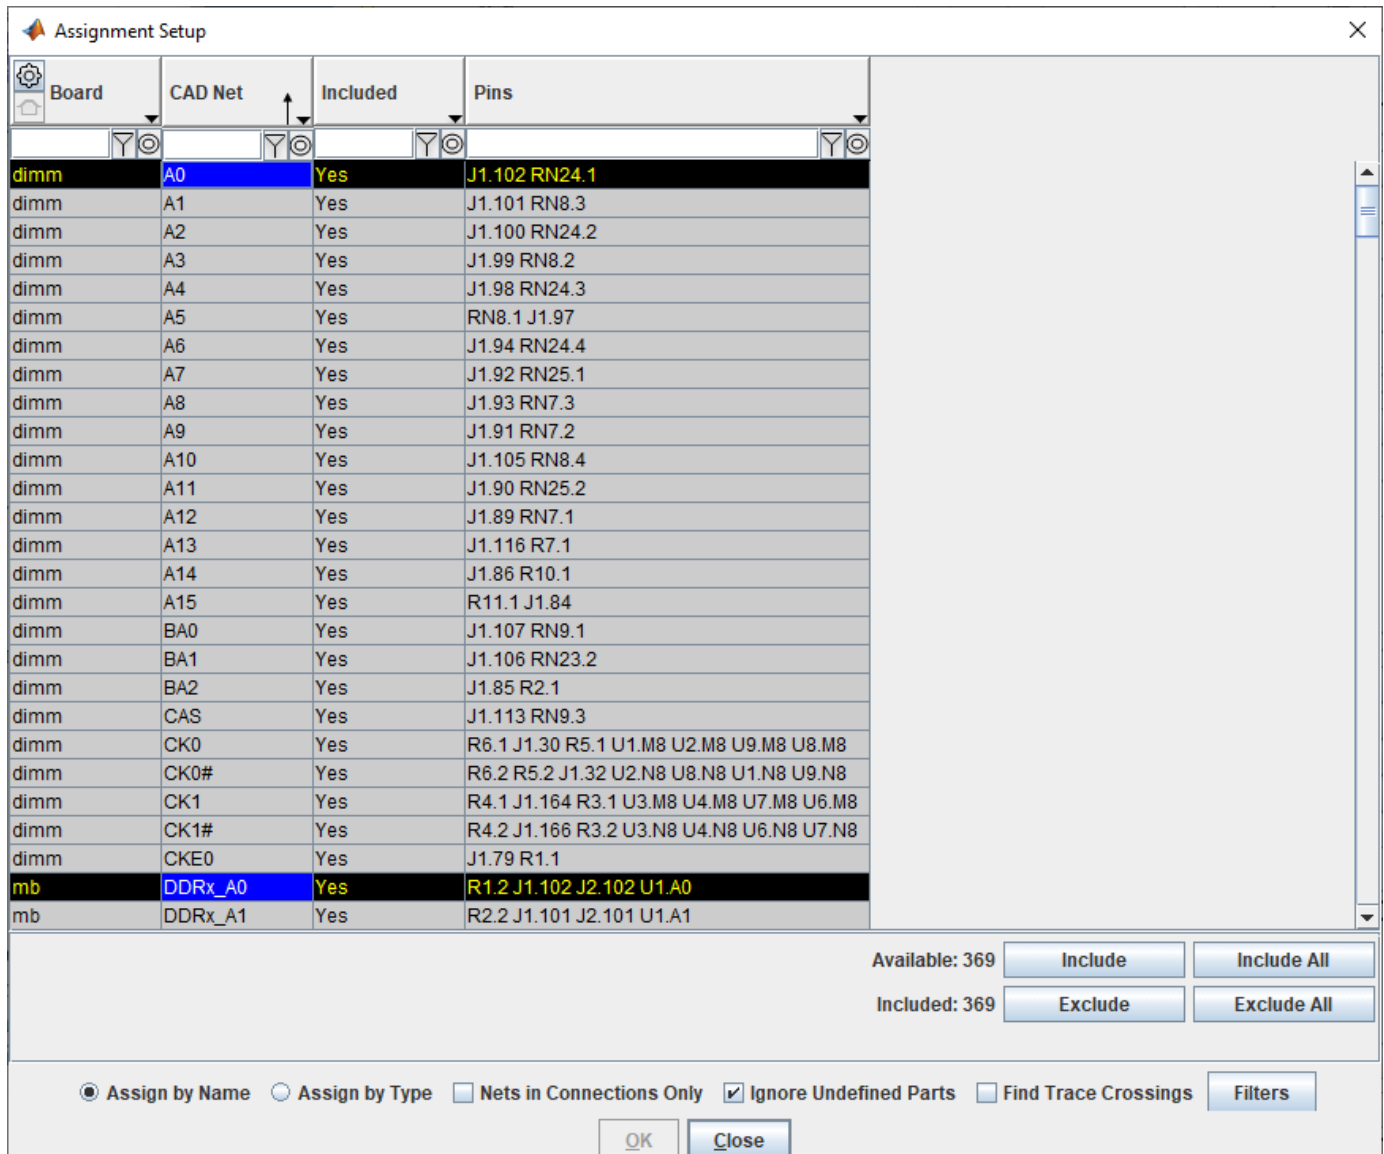 Assignment Setup
Board CAD Net Included Pins
dimm A0 Yes J1.102 RN24.1
dimm A1 Yes J1.101 RN8.3
dimm A2 Yes J1.100 RN24.2
dimm A3 Yes J1.99 RN8.2
dimm A4 Yes J1.98 RN24.3
dimm A5 Yes RN8.1 J1.97
dimm A6 Yes J1.94 RN24.4
dimm A7 Yes J1.92 RN25.1
dimm A8 Yes J1.93 RN7.3
dimm A9 Yes J1.91 RN7.2
dimm A10 Yes J1.105 RN8.4
dimm A11 Yes J1.90 RN25.2
dimm A12 Yes J1.89 RN7.1
dimm A13 Yes J1.116 R7.1
dimm A14 Yes J1.86 R10.1
dimm A15 Yes R11.1 J1.84
dimm BA0 Yes J1.107 RN9.1
dimm BA1 Yes J1.106 RN23.2
dimm BA2 Yes J1.85 R2.1
dimm CAS Yes J1.113 RN9.3
dimm CK0 Yes R6.1 J1.30 R5.1 U1.M8 U2.M8 U9.M8 U8.M8
dimm CK0# Yes R6.2 R5.2 J1.32 U2.N8 U8.N8 U1.N8 U9.N8
dimm CK1 Yes R4.1 J1.164 R3.1 U3.M8 U4.M8 U7.M8 U6.M8
dimm CK1# Yes R4.2 J1.166 R3.2 U3.N8 U4.N8 U6.N8 U7.N8
dimm CKE0 Yes J1.79 R1.1
mb DDRx_A0 Yes R1.2 J1.102 J2.102 U1.A0
mb DDRx_A1 Yes R2.2 J1.101 J2.101 U1.A1
Available: 369 Include Include All
Included: 369 Exclude Exclude All
Assign by Name Assign by Type Nets in Connections Only Ignore Undefined Parts Find Trace Crossings Filters
OK Close